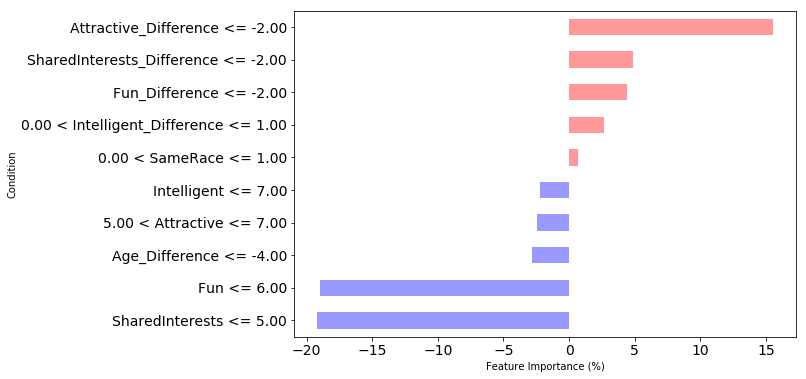 Attractive_Difference <= -2.00
SharedInterests_Difference <= -2.00
Fun_Difference <= -2.00
0.00 < Intelligent_Difference <= 1.00
0.00 < SameRace <= 1.00
Condition
Intelligent <= 7.00
5.00 < Attractive <= 7.00
Age_Difference <= -4.00
Fun <= 6.00
SharedInterests <= 5.00
−20 −15 −10 −5 0 5 10 15
Feature Importance (%)